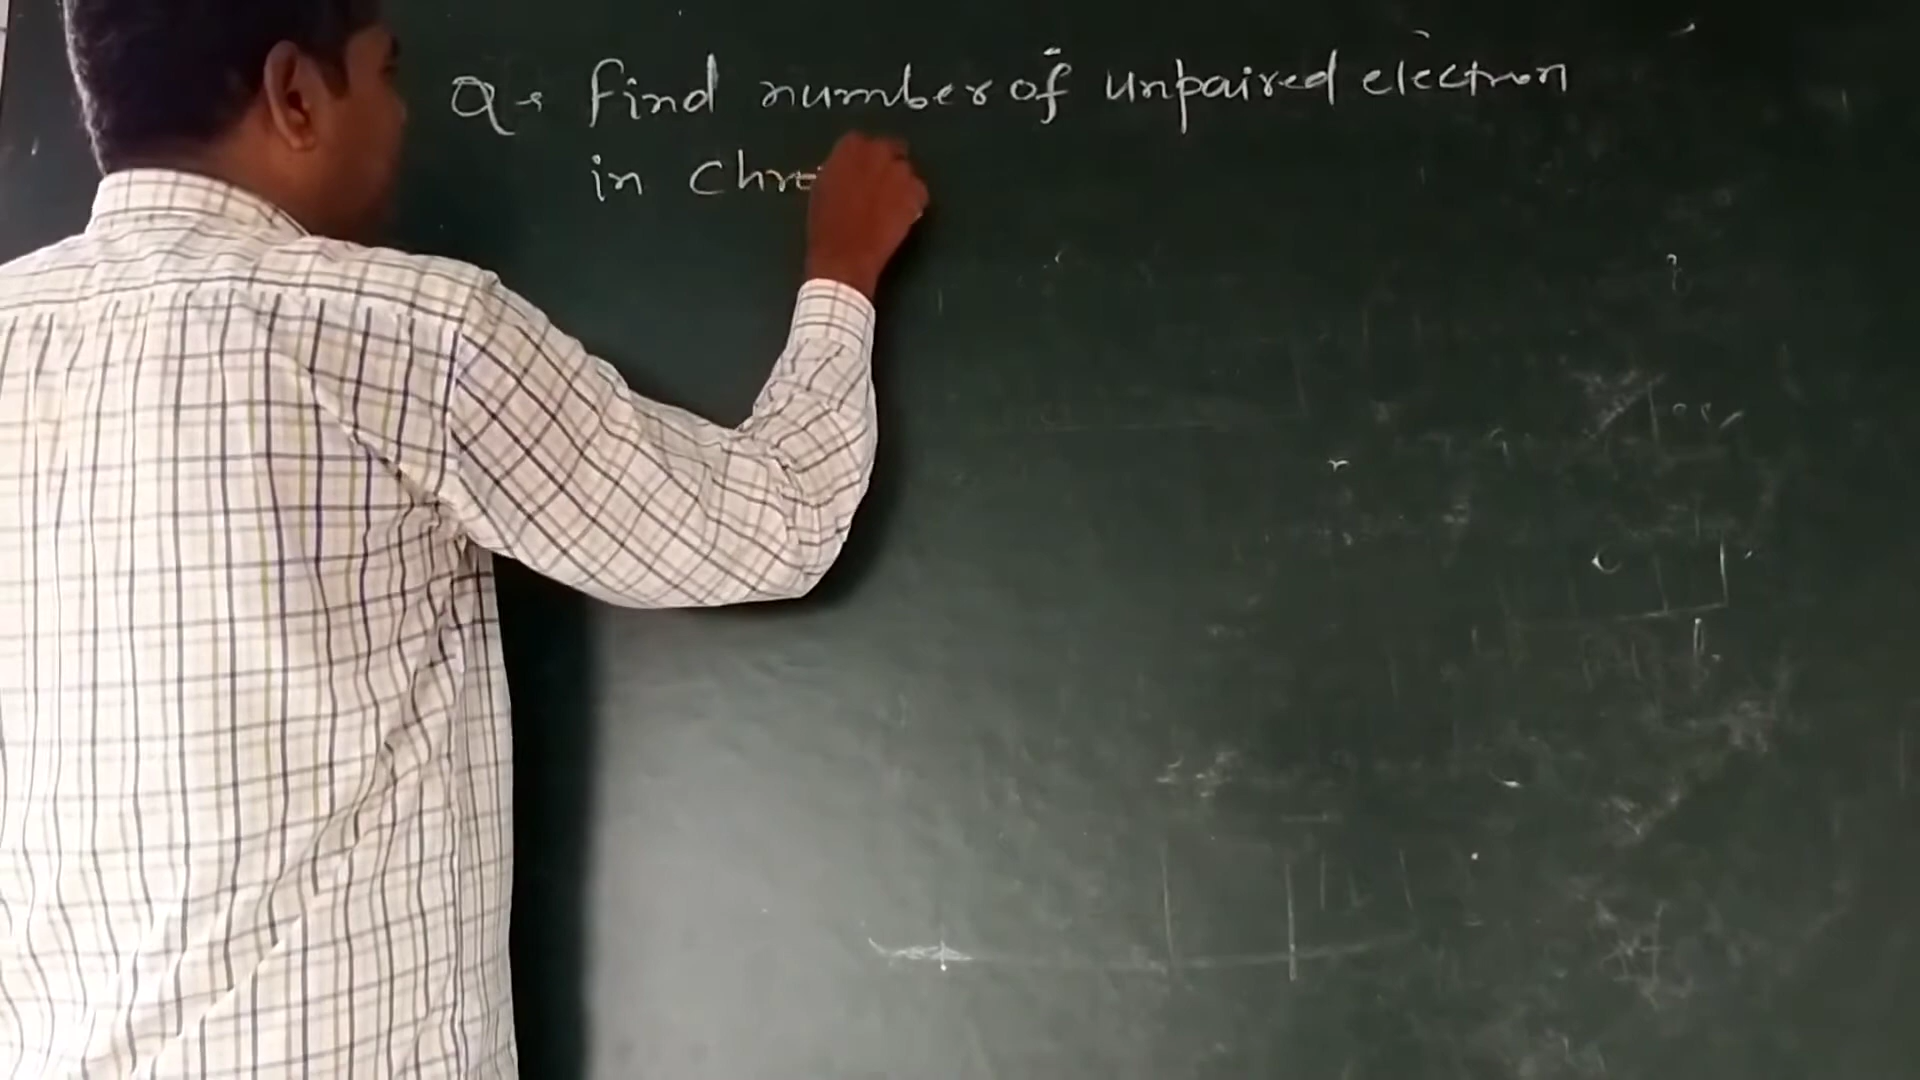 Q→ Find number of unpaired electron
in Chro